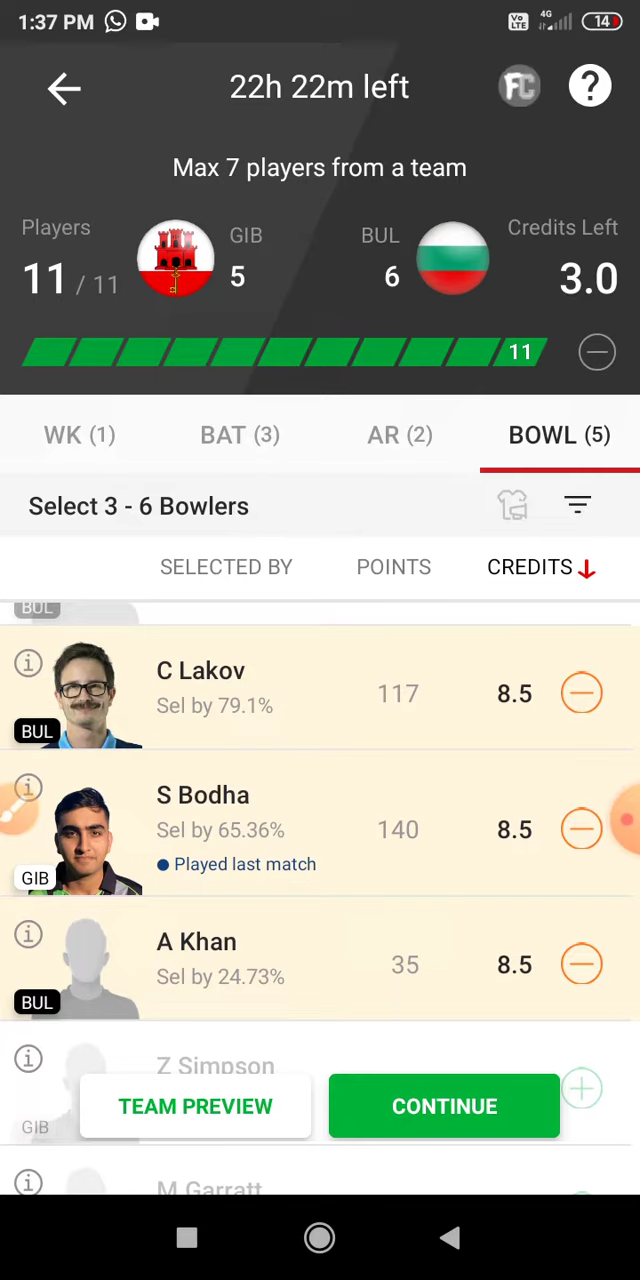 1:37 PM
Vo LTE
4G
14
22h 22m left
FC
?
Max 7 players from a team
Players
GIB
BUL
Credits Left
11 / 11
5
6
3.0
11
WK (1)
BAT (3)
AR (2)
BOWL (5)
Select 3 - 6 Bowlers
SELECTED BY
POINTS
CREDITS
BUL
C Lakov
Sel by 79.1%
117
8.5
BUL
S Bodha
Sel by 65.36%
140
8.5
Played last match
GIB
A Khan
Sel by 24.73%
35
8.5
BUL
Z Simpson
GIB
TEAM PREVIEW
CONTINUE
M Garratt